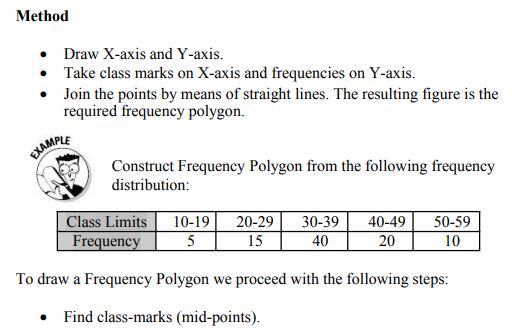 Method
• Draw X-axis and Y-axis.
• Take class marks on X-axis and frequencies on Y-axis.
• Join the points by means of straight lines. The resulting figure is the
required frequency polygon.
EXAMPLE
Construct Frequency Polygon from the following frequency
distribution:
Class Limits 10-19 20-29 30-39 40-49 50-59
Frequency 5 15 40 20 10
To draw a Frequency Polygon we proceed with the following steps:
• Find class-marks (mid-points).